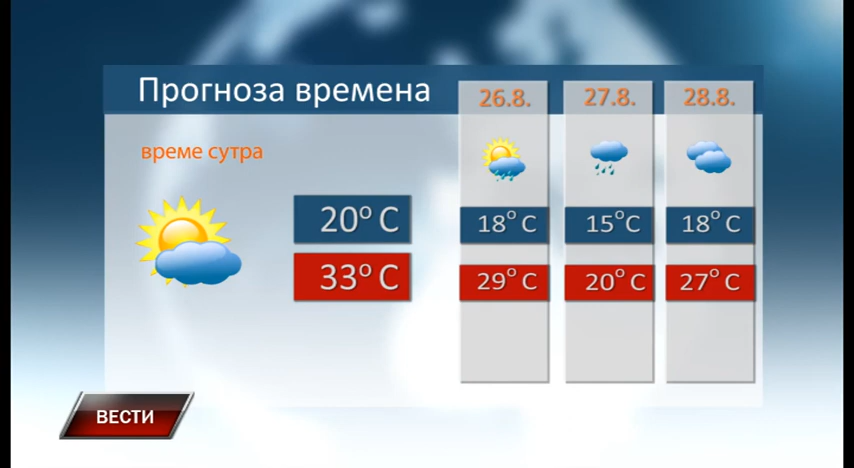 Прогноза времена
26.8. 27.8. 28.8.
време сутра
20° C
33° C
18° C 15°C 18° C
29° C 20° C 27° C
ВЕСТИ